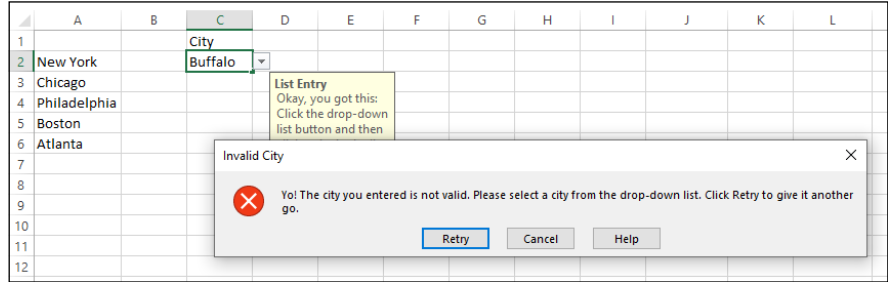 A B C D E F G H I J K L
1 City
2 New York Buffalo
3 Chicago List Entry
Okay, you got this:
4 Philadelphia Click the drop-down
5 Boston list button and then
6 Atlanta
7 Invalid City
8
Yo! The city you entered is not valid. Please select a city from the drop-down list. Click Retry to give it another
9 go.
10
11 Retry Cancel Help
12